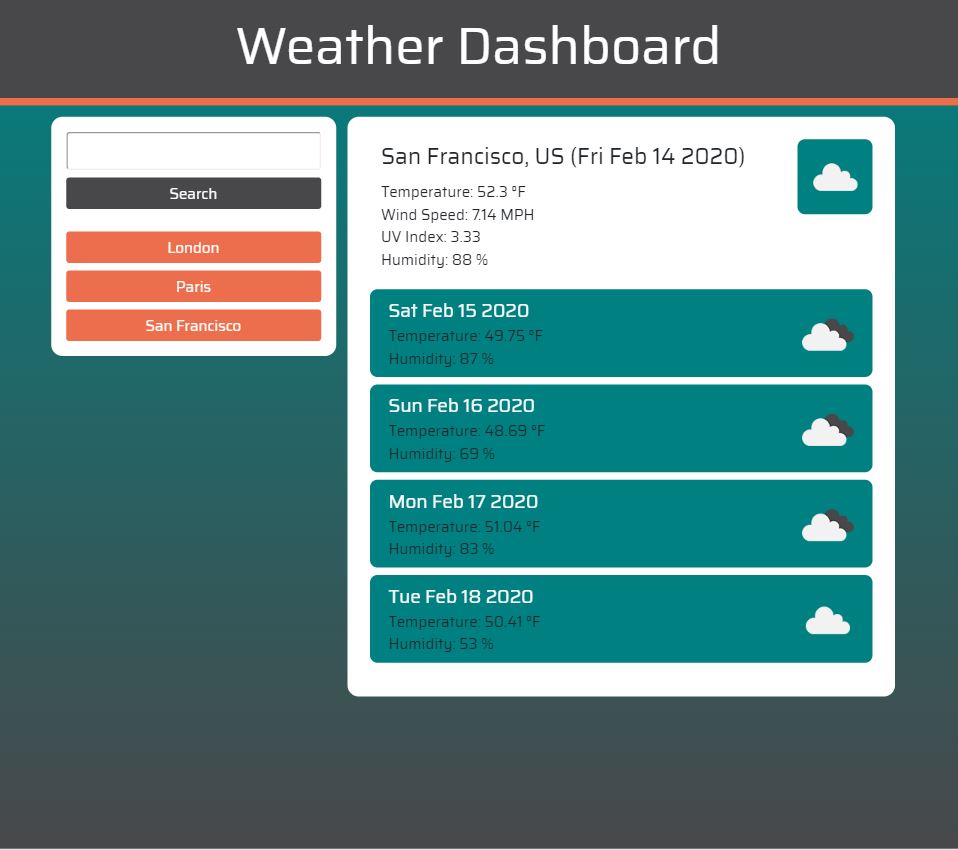 Weather Dashboard
Search
London
Paris
San Francisco
San Francisco, US (Fri Feb 14 2020)
Temperature: 52.3 °F
Wind Speed: 7.14 MPH
UV Index: 3.33
Humidity: 88 %
Sat Feb 15 2020
Temperature: 49.75 °F
Humidity: 87 %
Sun Feb 16 2020
Temperature: 48.69 °F
Humidity: 69 %
Mon Feb 17 2020
Temperature: 51.04 °F
Humidity: 83 %
Tue Feb 18 2020
Temperature: 50.41 °F
Humidity: 53 %